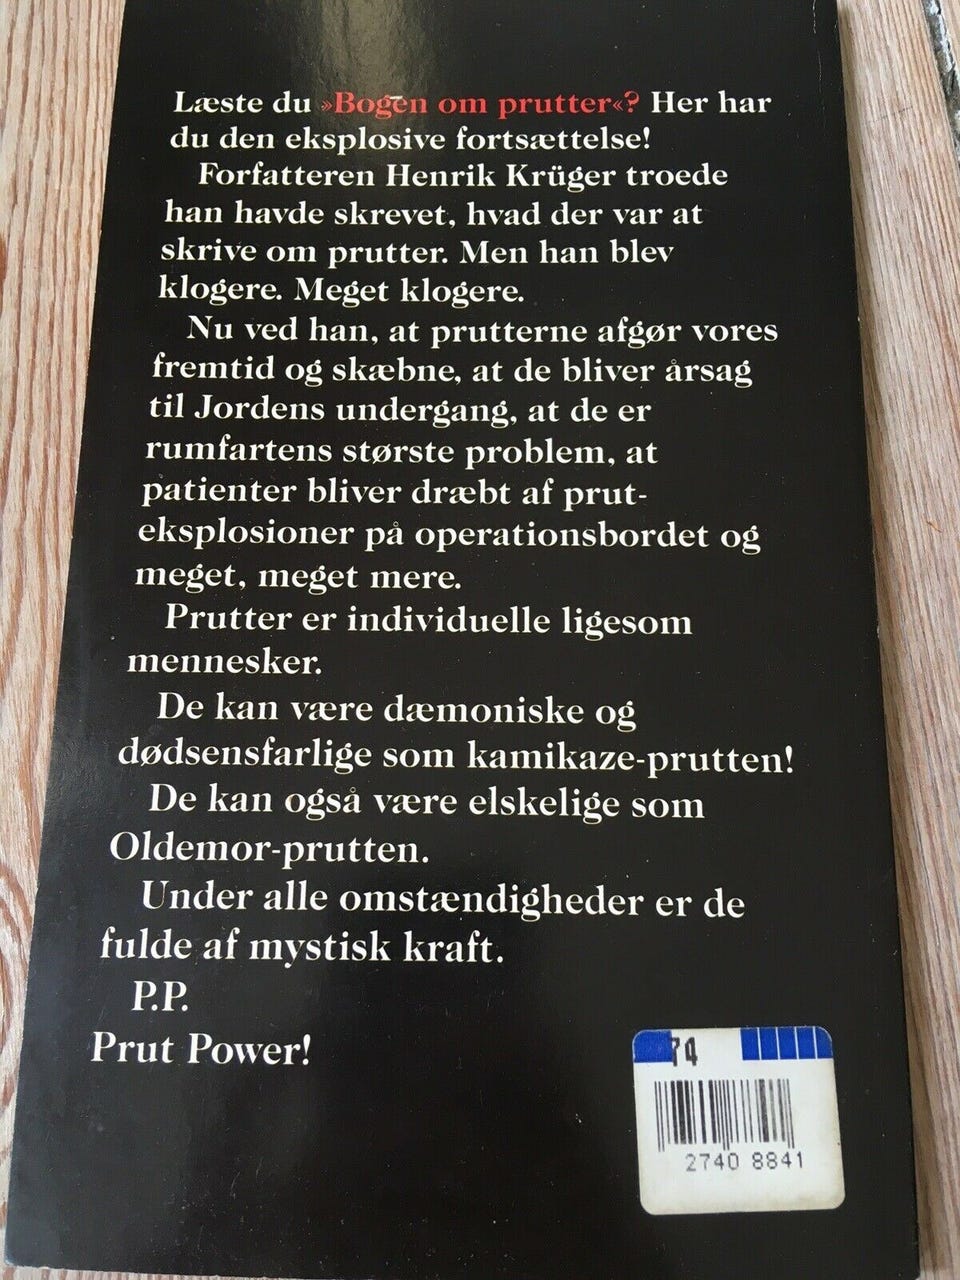 Læste du »Bogen om prutter«? Her har
du den eksplosive fortsættelse!
Forfatteren Henrik Krüger troede
han havde skrevet, hvad der var at
skrive om prutter. Men han blev
klogere. Meget klogere.
Nu ved han, at prutterne afgør vores
fremtid og skæbne, at de bliver årsag
til Jordens undergang, at de er
rumfartens største problem, at
patienter bliver dræbt af prut-
eksplosioner på operationsbordet og
meget, meget mere.
Prutter er individuelle ligesom
mennesker.
De kan være dæmoniske og
dødsensfarlige som kamikaze-prutten!
De kan også være elskelige som
Oldemor-prutten.
Under alle omstændigheder er de
fulde af mystisk kraft.
P.P.
Prut Power!
74
2740 8841